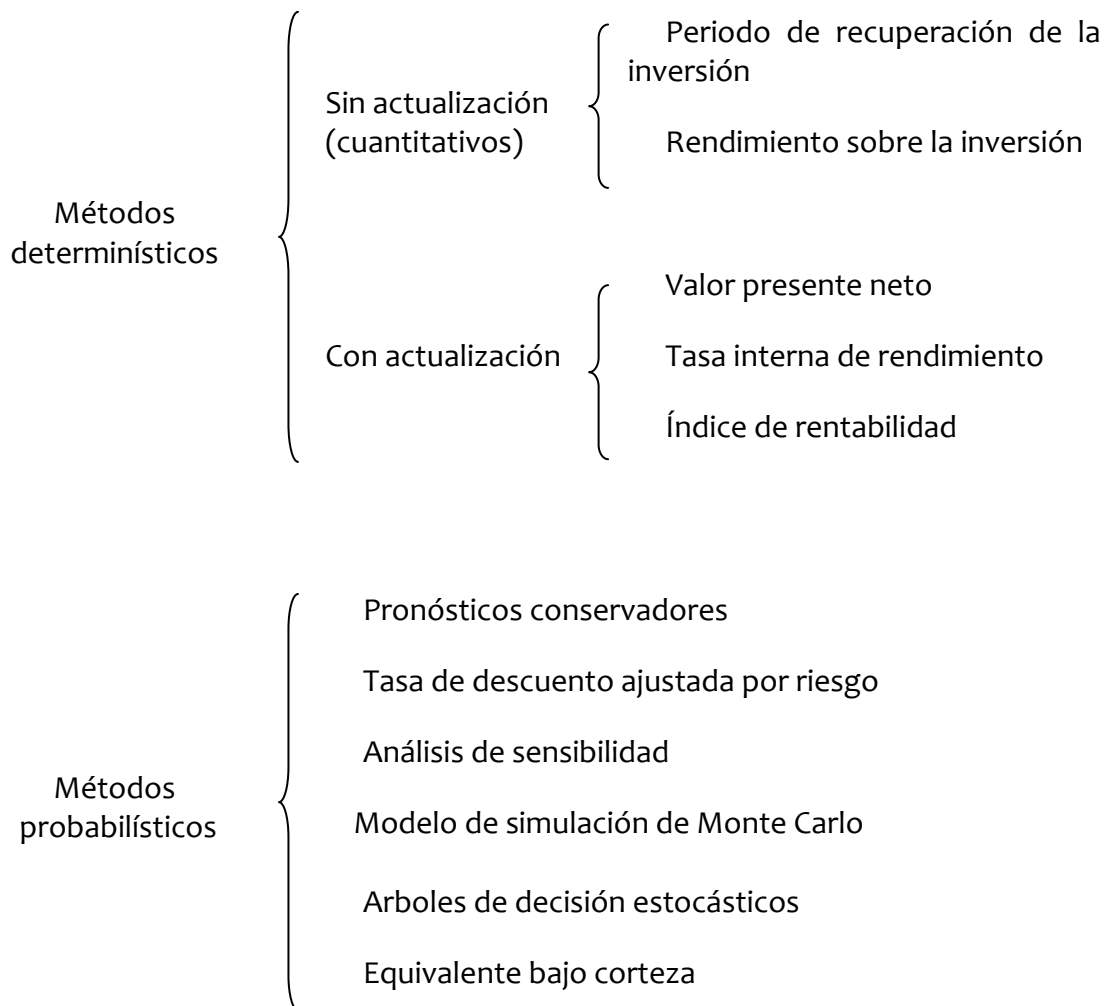 Métodos determinísticos
Sin actualización
(cuantitativos)
Periodo de recuperación de la
inversión
Rendimiento sobre la inversión
Con actualización
Valor presente neto
Tasa interna de rendimiento
Índice de rentabilidad
Métodos
probabilísticos
Pronósticos conservadores
Tasa de descuento ajustada por riesgo
Análisis de sensibilidad
Modelo de simulación de Monte Carlo
Arboles de decisión estocásticos
Equivalente bajo corteza